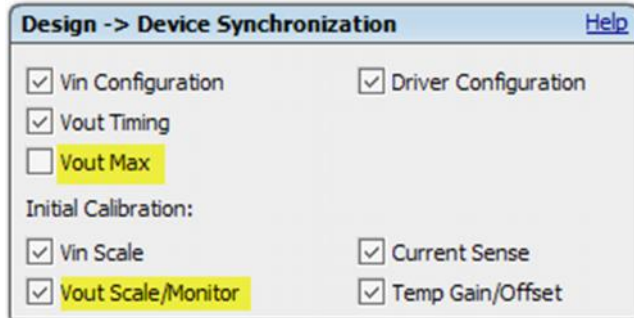 Design -> Device Synchronization Help
Vin Configuration Driver Configuration
Vout Timing
Vout Max
Initial Calibration:
Vin Scale Current Sense
Vout Scale/Monitor Temp Gain/Offset